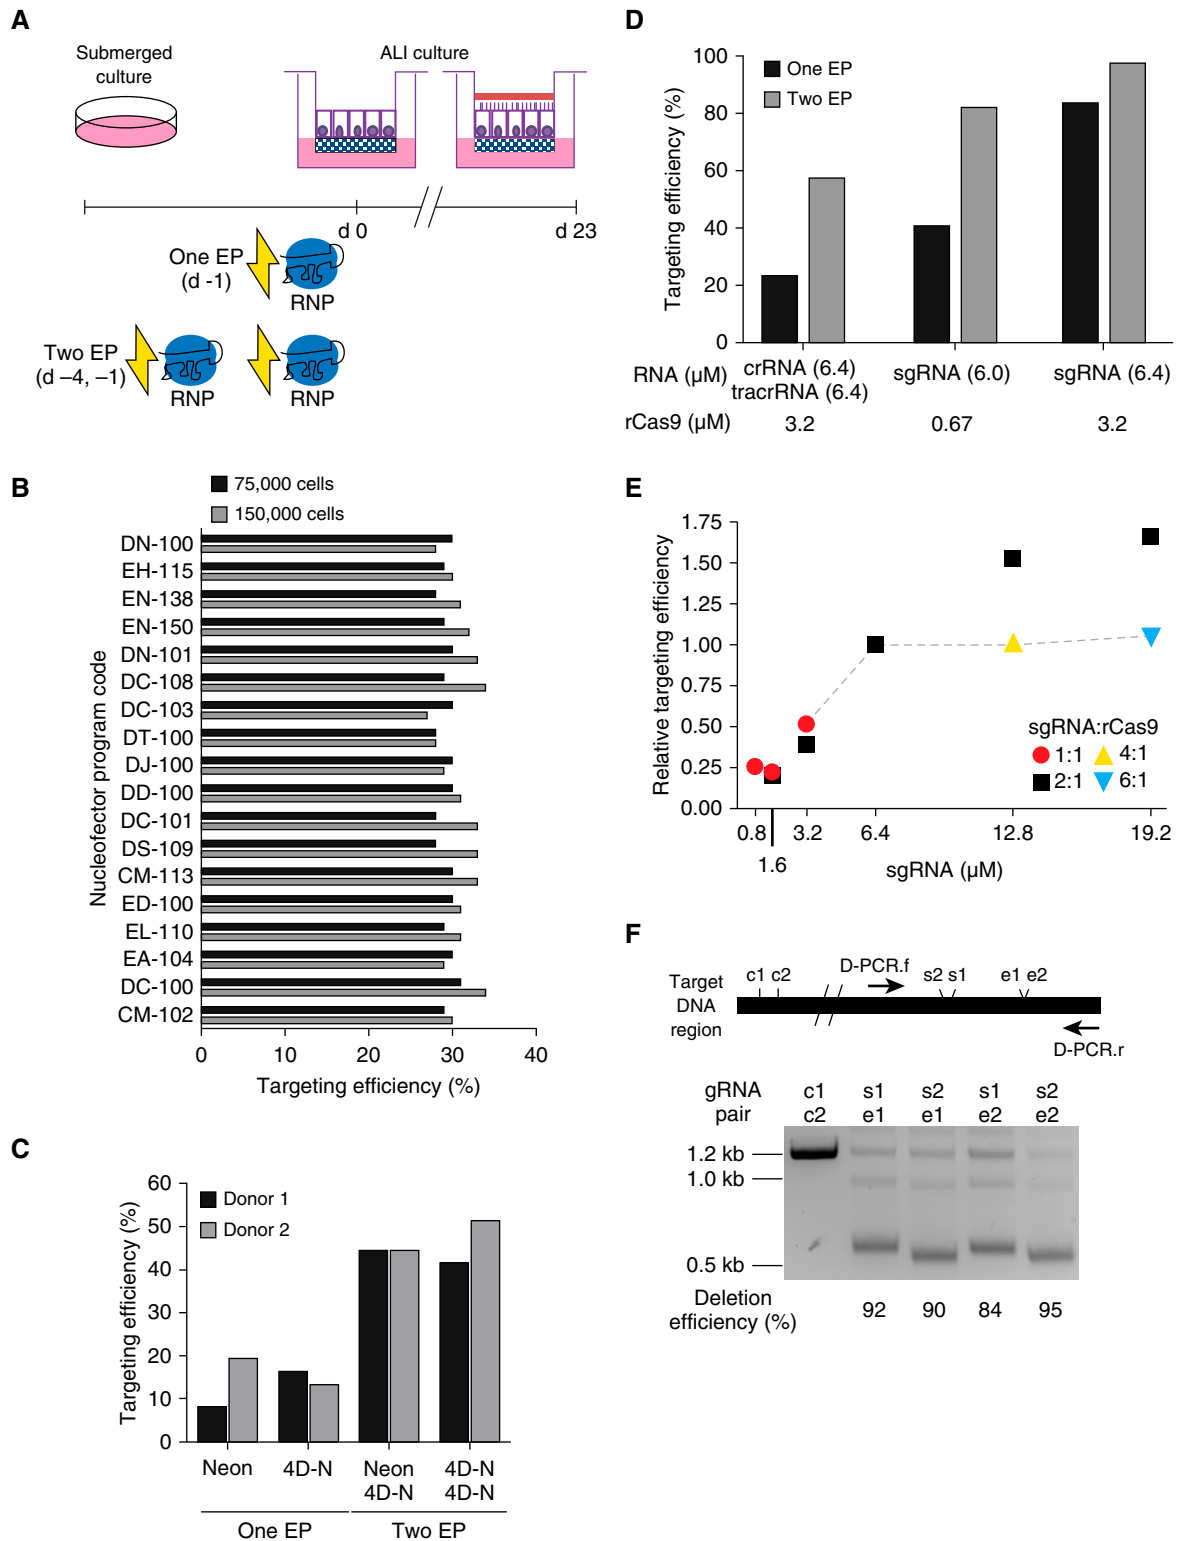 A
Submerged
culture
ALI culture
d 0
d 23
One EP
(d -1)
RNP
Two EP
(d –4, –1)
RNP
RNP
B
75,000 cells
150,000 cells
Nucleofector program code
DN-100
EH-115
EN-138
EN-150
DN-101
DC-108
DC-103
DT-100
DJ-100
DD-100
DC-101
DS-109
CM-113
ED-100
EL-110
EA-104
DC-100
CM-102
0 10 20 30 40
Targeting efficiency (%)
C
Targeting efficiency (%)
60
50
40
30
20
10
0
Donor 1
Donor 2
Neon 4D-N Neon 4D-N
4D-N 4D-N
One EP Two EP
D
Targeting efficiency (%)
100
80
60
40
20
0
One EP
Two EP
RNA (µM) crRNA (6.4) sgRNA (6.0) sgRNA (6.4)
tracrRNA (6.4)
rCas9 (µM) 3.2 0.67 3.2
E
Relative targeting efficiency
1.75
1.50
1.25
1.00
0.75
0.50
0.25
0.00
sgRNA:rCas9
1:1 4:1
2:1 6:1
0.8 3.2 6.4 12.8 19.2
1.6
sgRNA (µM)
F
Target
DNA
region
c1 c2
D-PCR.f
s2 s1
e1 e2
D-PCR.r
gRNA c1 s1 s2 s1 s2
pair c2 e1 e1 e2 e2
1.2 kb
1.0 kb
0.5 kb
Deletion
efficiency (%) 92 90 84 95